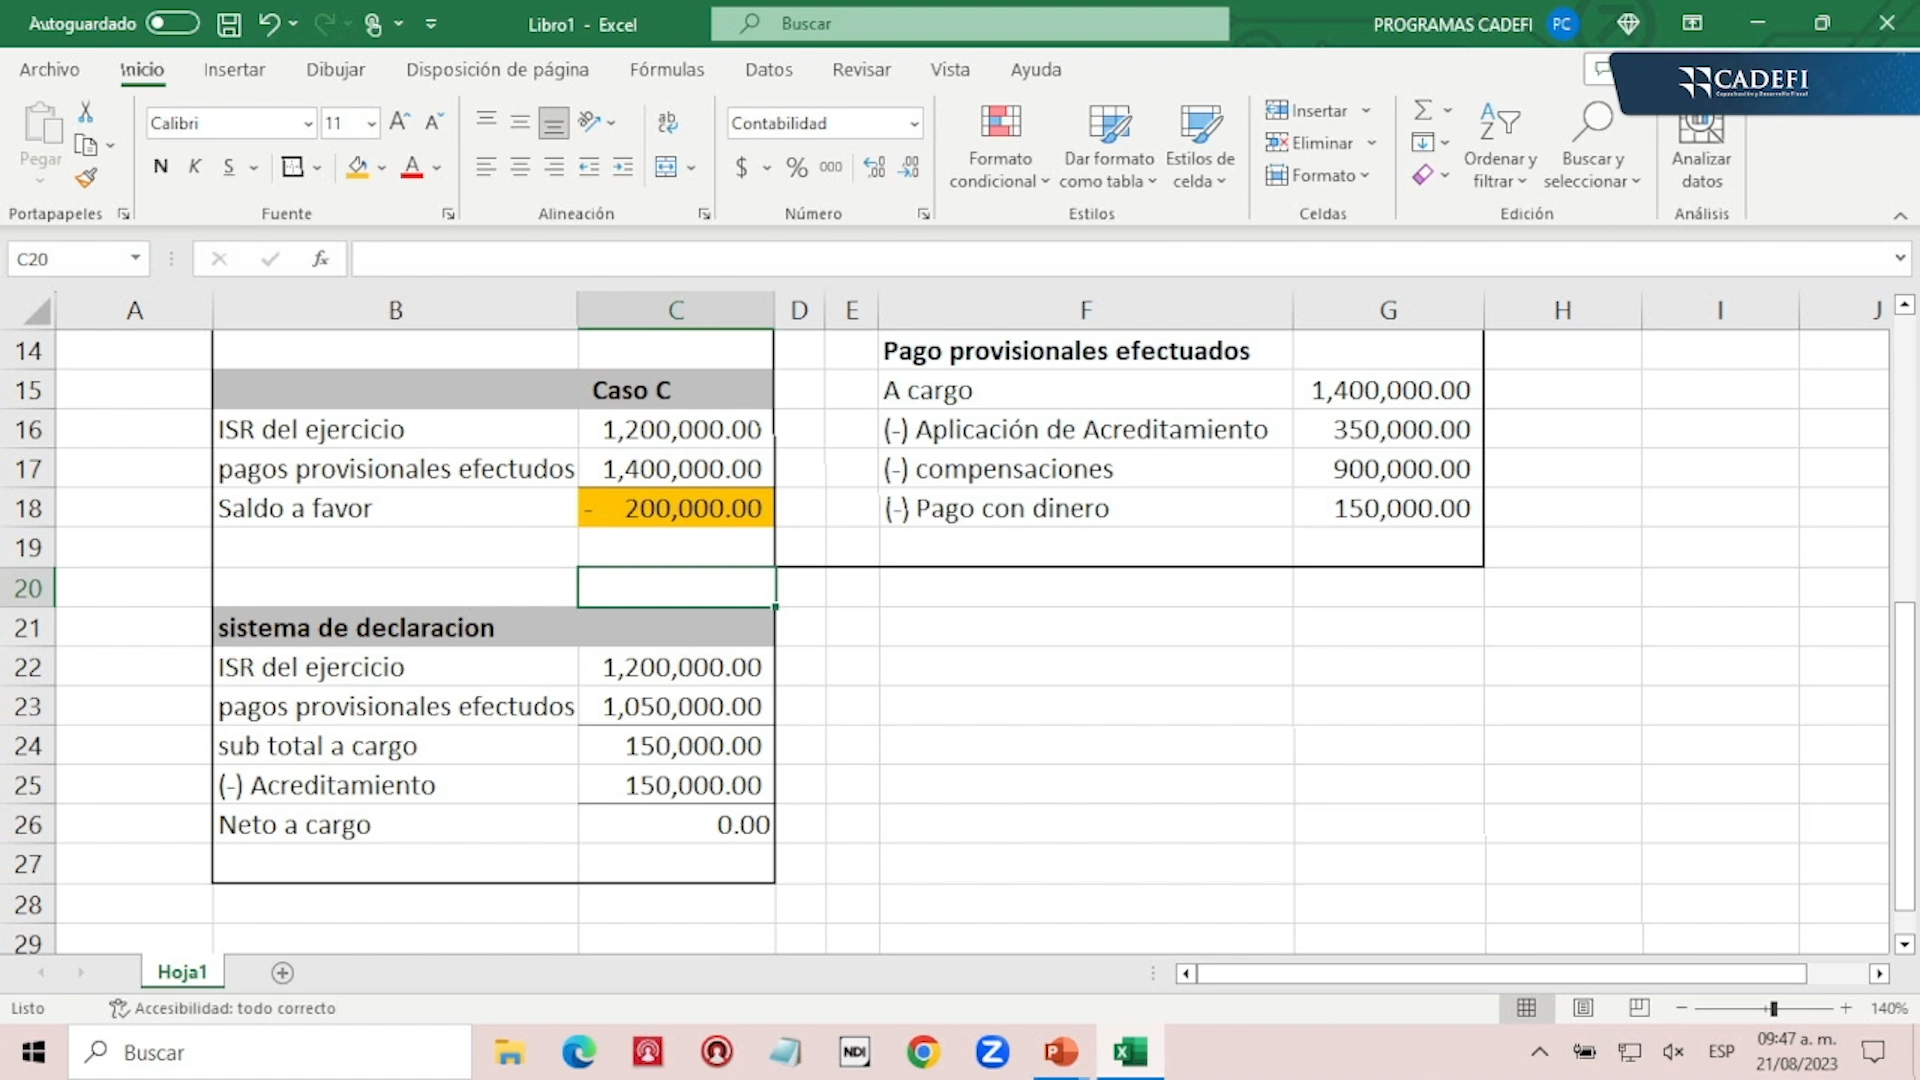 Autoguardado
Libro1 - Excel
Buscar
PROGRAMAS CADEFI
PC
Archivo Inicio Insertar Dibujar Disposición de página Fórmulas Datos Revisar Vista Ayuda
CADEFI
Calibri 11
Contabilidad
Insertar
Eliminar
Formato
Pegar
N K S
$ % 000
Formato condicional
Dar formato como tabla
Estilos de celda
Ordenar y filtrar
Buscar y seleccionar
Analizar datos
Portapapeles Fuente Alineación Número Estilos Celdas Edición Análisis
C20
fx
A B C D E F G H I J
14 Pago provisionales efectuados
15 Caso C A cargo 1,400,000.00
16 ISR del ejercicio 1,200,000.00 (-) Aplicación de Acreditamiento 350,000.00
17 pagos provisionales efectudos 1,400,000.00 (-) compensaciones 900,000.00
18 Saldo a favor - 200,000.00 (-) Pago con dinero 150,000.00
19
20
21 sistema de declaracion
22 ISR del ejercicio 1,200,000.00
23 pagos provisionales efectudos 1,050,000.00
24 sub total a cargo 150,000.00
25 (-) Acreditamiento 150,000.00
26 Neto a cargo 0.00
27
28
29
Hoja1
Listo Accesibilidad: todo correcto 140%
Buscar
NDI
ESP
09:47 a. m.
21/08/2023